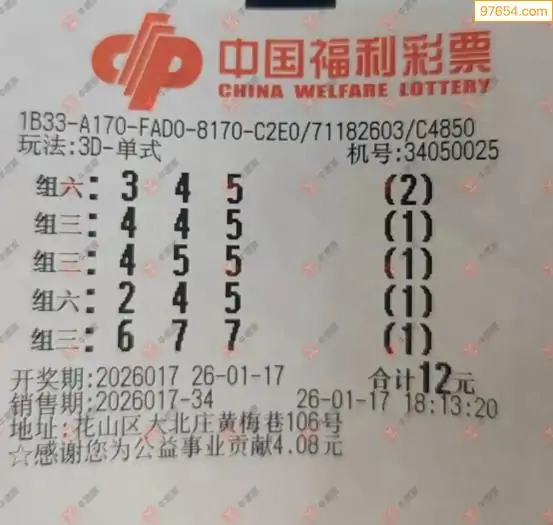 97654.com
中国福利彩票
CHINA WELFARE LOTTERY
1B33-A170-FAD0-8170-C2E0/71182603/C4850
玩法:3D-单式 机号:34050025
组六: 3 4 5 (2)
组三: 4 4 5 (1)
组三: 4 5 5 (1)
组六: 2 4 5 (1)
组三: 6 7 7 (1)
开奖期:2026017 26-01-17 合计12元
销售期:2026017-34 26-01-17 18:13:20
地址:花山区大北庄黄梅巷106号
☆感谢您为公益事业贡献4.08元